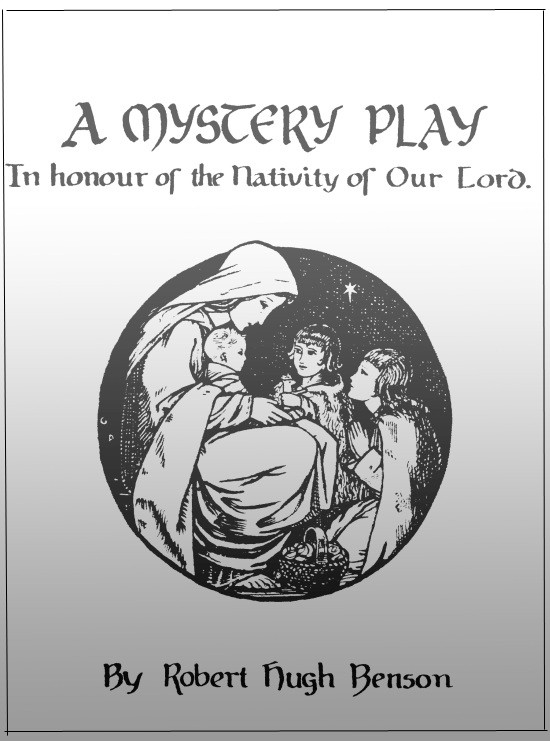 A MYSTERY PLAY
In honour of the Nativity of Our Lord.
By Robert Hugh Benson